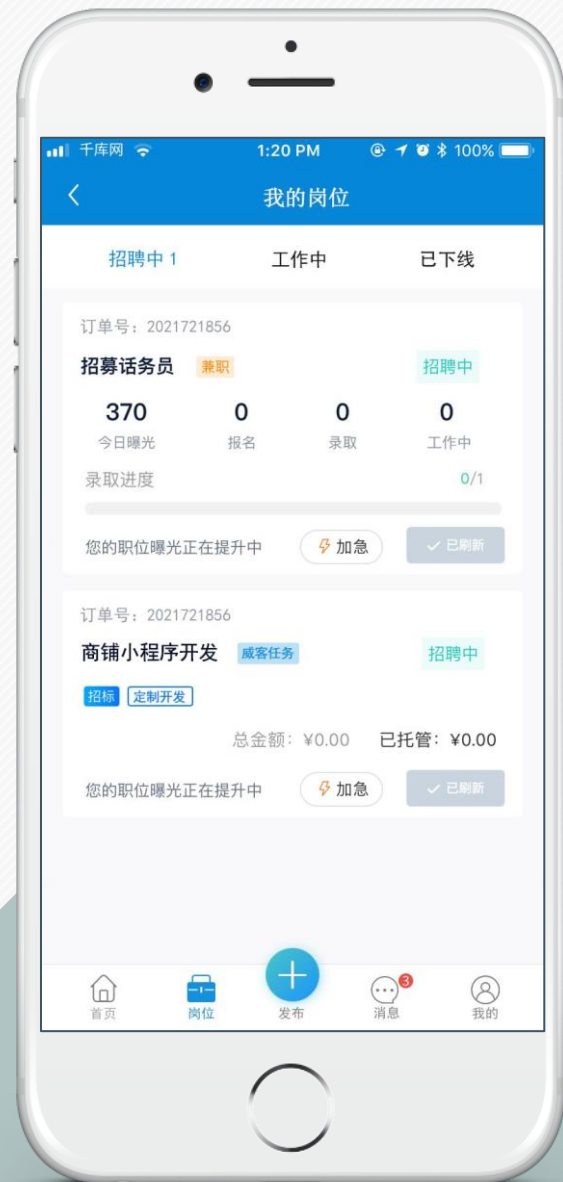 千库网 1:20 PM 100%
我的岗位
招聘中 1 工作中 已下线
订单号：2021721856
招募话务员 兼职 招聘中
370 0 0 0
今日曝光 报名 录取 工作中
录取进度 0/1
您的职位曝光正在提升中 加急 已刷新
订单号：2021721856
商铺小程序开发 威客任务 招聘中
招标 定制开发
总金额：¥0.00 已托管：¥0.00
您的职位曝光正在提升中 加急 已刷新
3
首页 岗位 发布 消息 我的